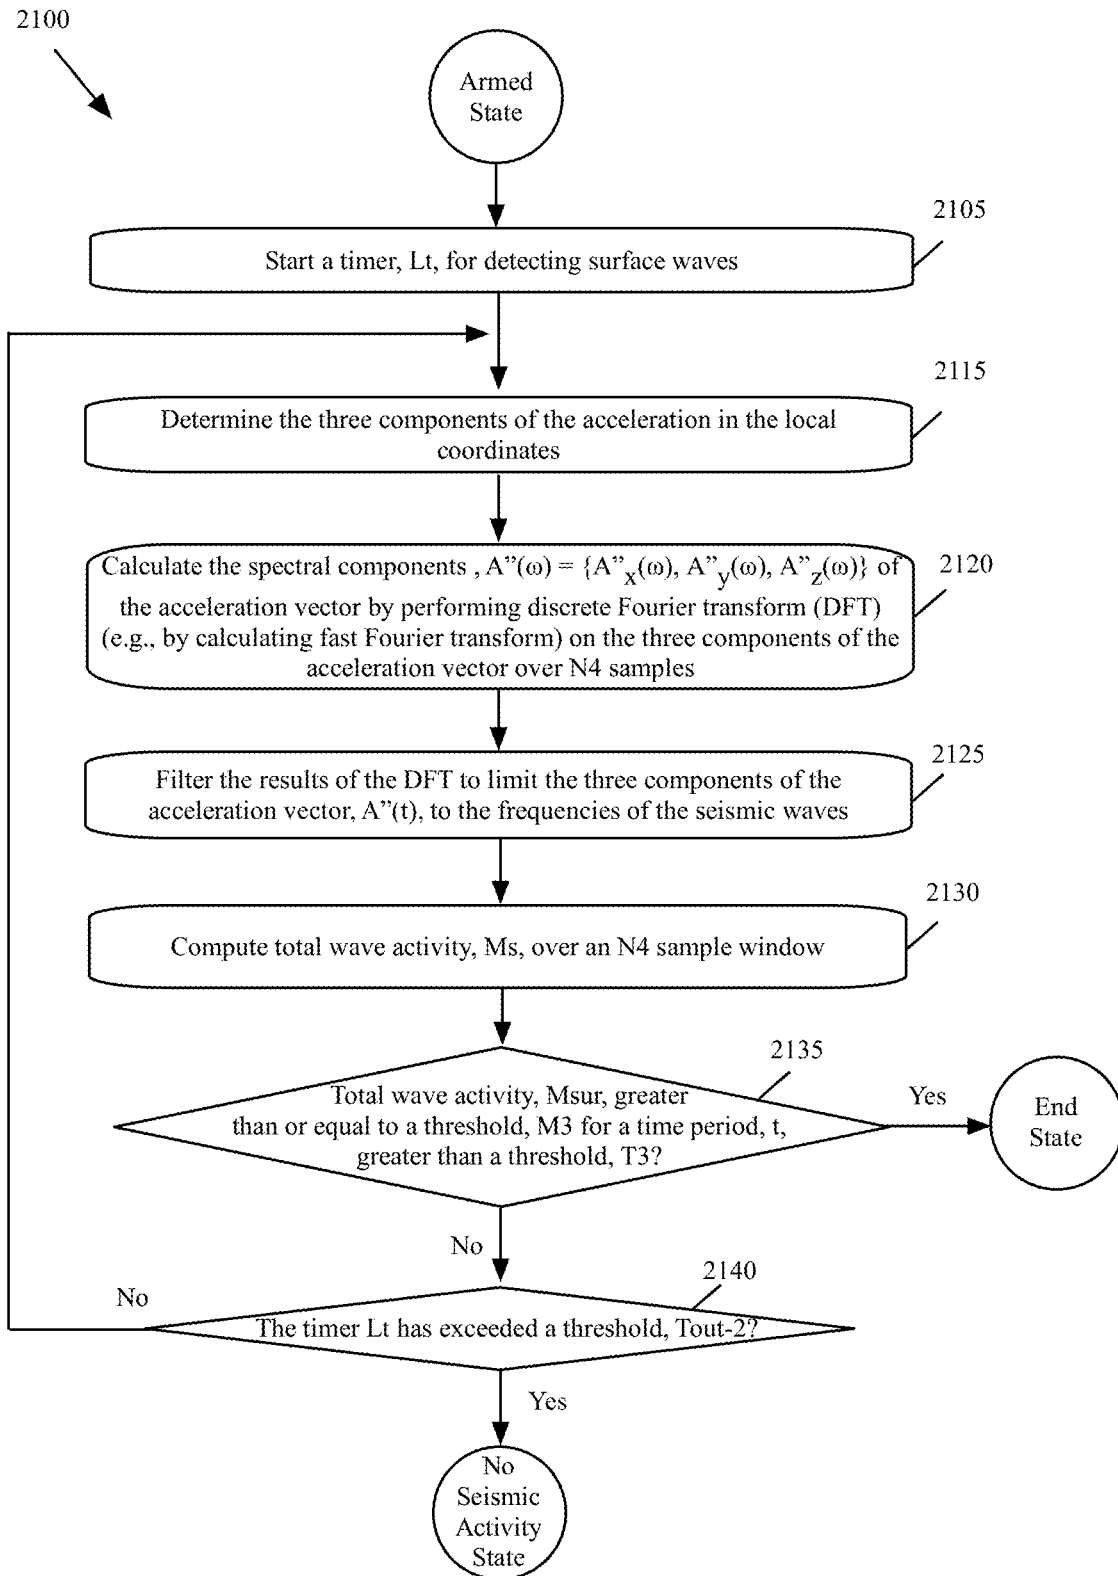 2100
Armed
State
2105
Start a timer, Lt, for detecting surface waves
2115
Determine the three components of the acceleration in the local
coordinates
2120
Calculate the spectral components , A”(ω) = {A”x(ω), A”y(ω), A”z(ω)} of
the acceleration vector by performing discrete Fourier transform (DFT)
(e.g., by calculating fast Fourier transform) on the three components of the
acceleration vector over N4 samples
2125
Filter the results of the DFT to limit the three components of the
acceleration vector, A”(t), to the frequencies of the seismic waves
2130
Compute total wave activity, Ms, over an N4 sample window
2135
Total wave activity, Msur, greater
than or equal to a threshold, M3 for a time period, t,
greater than a threshold, T3?
Yes
End
State
No
2140
No
The timer Lt has exceeded a threshold, Tout-2?
Yes
No
Seismic
Activity
State